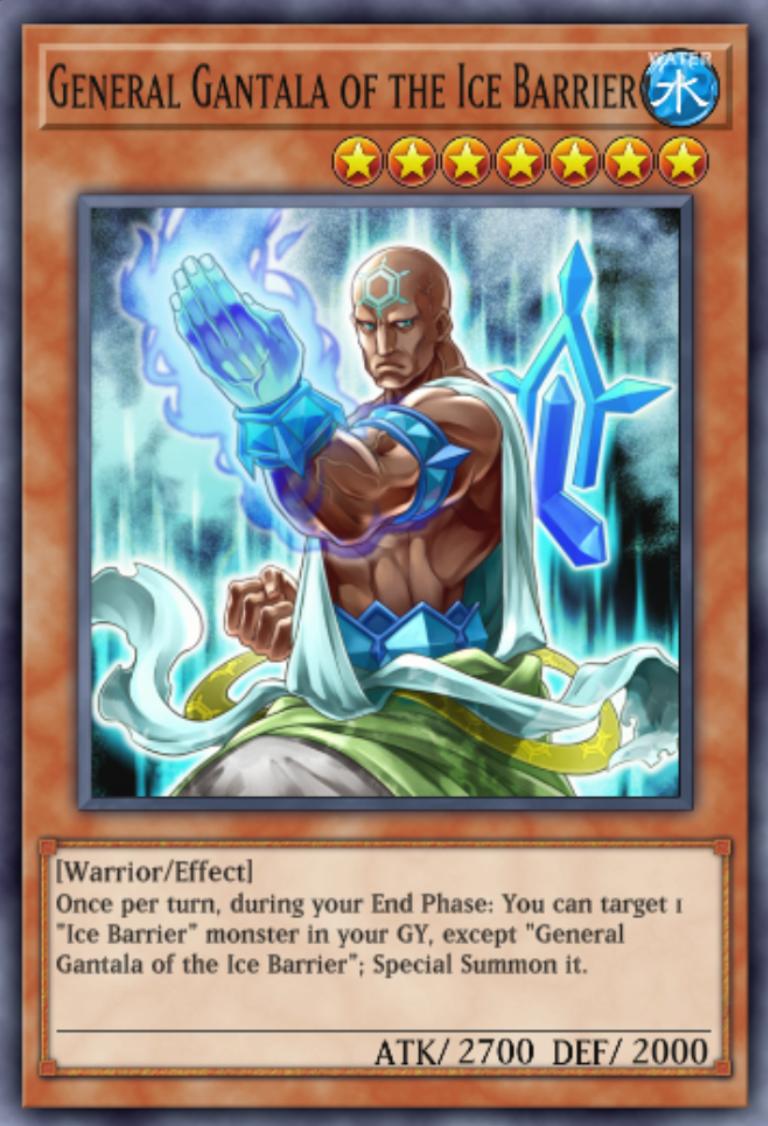 General Gantala of the Ice Barrier
WATER
水
[Warrior/Effect]
Once per turn, during your End Phase: You can target 1
"Ice Barrier" monster in your GY, except "General
Gantala of the Ice Barrier"; Special Summon it.
ATK/ 2700 DEF/ 2000